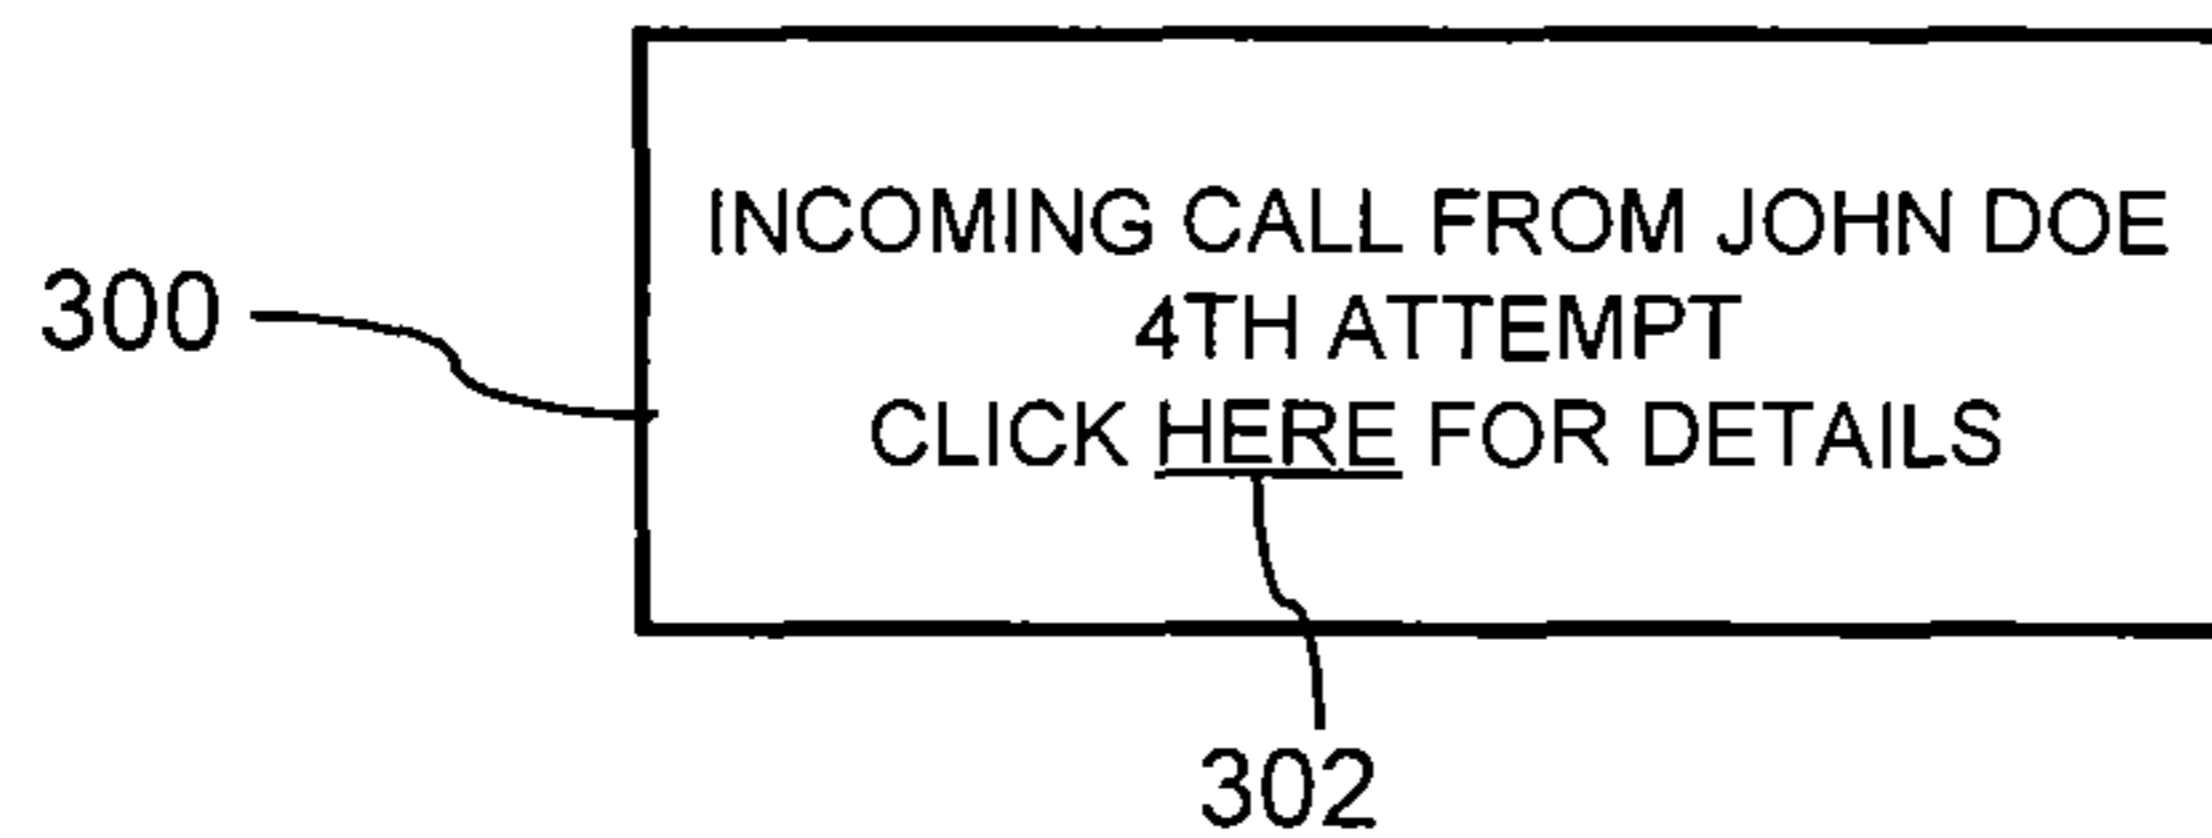 INCOMING CALL FROM JOHN DOE
4TH ATTEMPT
300
CLICK HERE FOR DETAILS
302